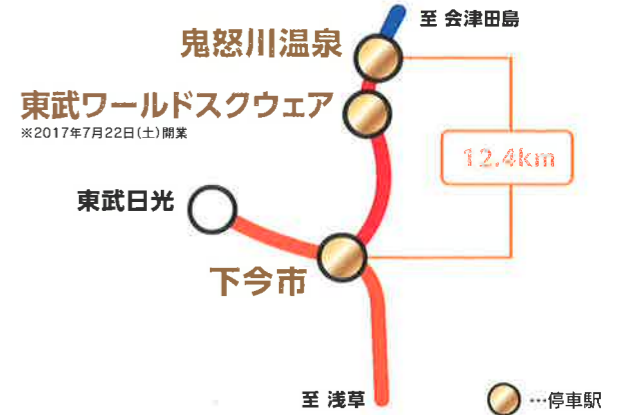 至 会津田島
鬼怒川温泉
東武ワールドスクウェア
※2017年7月22日(土)開業
12.4km
東武日光
下今市
至 浅草
…停車駅